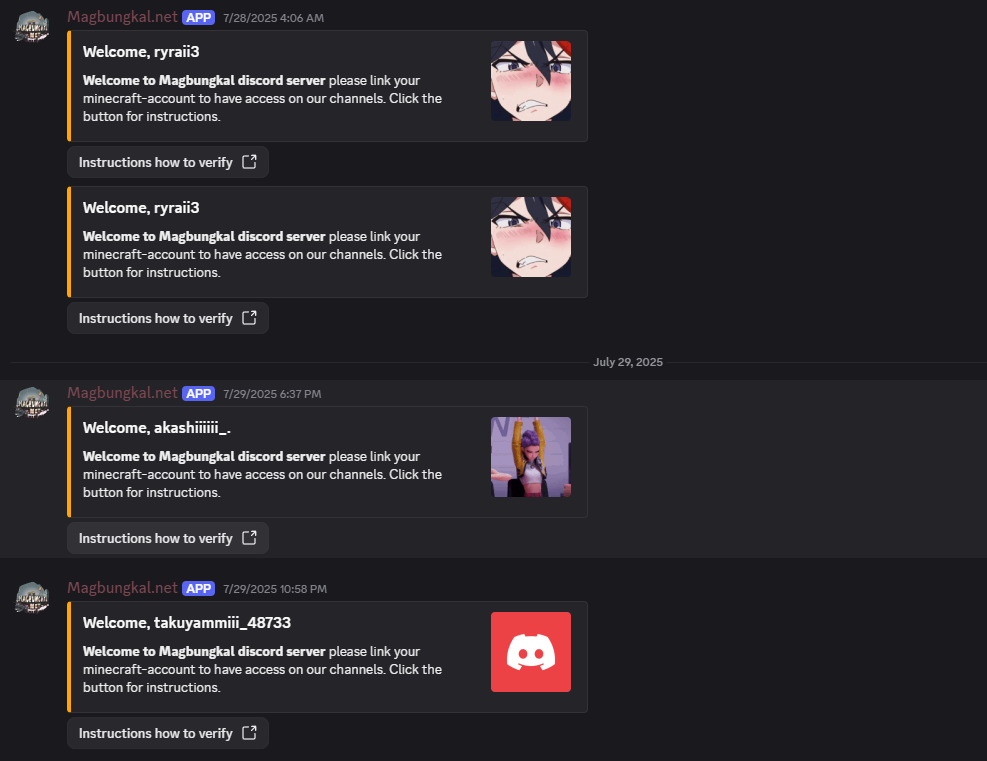 Magbungkal.net APP 7/28/2025 4:06 AM
Welcome, ryraii3
Welcome to Magbungkal discord server please link your
minecraft-account to have access on our channels. Click the
button for instructions.
Instructions how to verify
Welcome, ryraii3
Welcome to Magbungkal discord server please link your
minecraft-account to have access on our channels. Click the
button for instructions.
Instructions how to verify
July 29, 2025
Magbungkal.net APP 7/29/2025 6:37 PM
Welcome, akashiiiiii_.
Welcome to Magbungkal discord server please link your
minecraft-account to have access on our channels. Click the
button for instructions.
Instructions how to verify
Magbungkal.net APP 7/29/2025 10:58 PM
Welcome, takuyammiii_48733
Welcome to Magbungkal discord server please link your
minecraft-account to have access on our channels. Click the
button for instructions.
Instructions how to verify